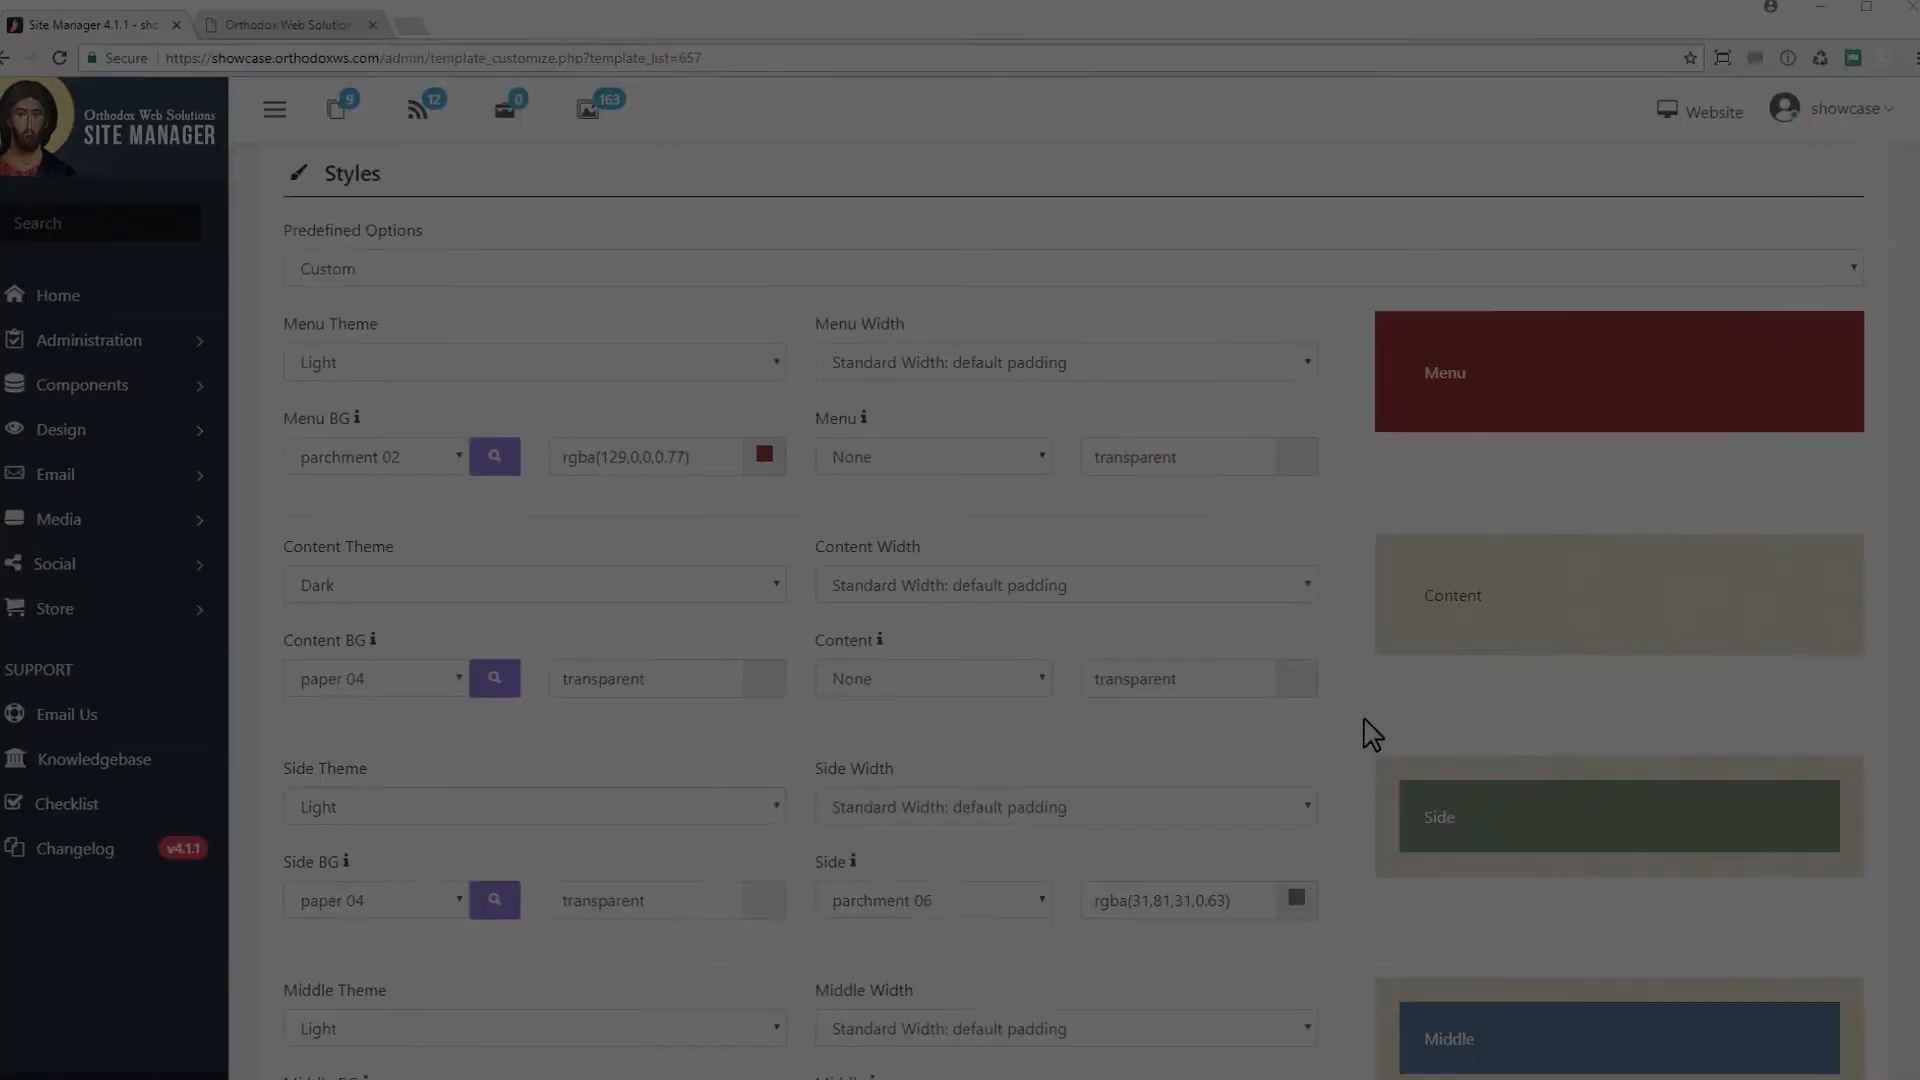 Site Manager 4.1.1 - sho
Orthodox Web Solution
Secure
https://showcase.orthodoxws.com/admin/template_customize.php?template_list=657
Orthodox Web Solutions
SITE MANAGER
9
12
0
163
Website
showcase
Search
Home
Administration
Components
Design
Email
Media
Social
Store
SUPPORT
Email Us
Knowledgebase
Checklist
Changelog
v4.1.1
Styles
Predefined Options
Custom
Menu Theme
Menu Width
Light
Standard Width: default padding
Menu
Menu BG
Menu
parchment 02
rgba(129,0,0,0.77)
None
transparent
Content Theme
Content Width
Dark
Standard Width: default padding
Content
Content BG
Content
paper 04
transparent
None
transparent
Side Theme
Side Width
Light
Standard Width: default padding
Side
Side BG
Side
paper 04
transparent
parchment 06
rgba(31,81,31,0.63)
Middle Theme
Middle Width
Light
Standard Width: default padding
Middle